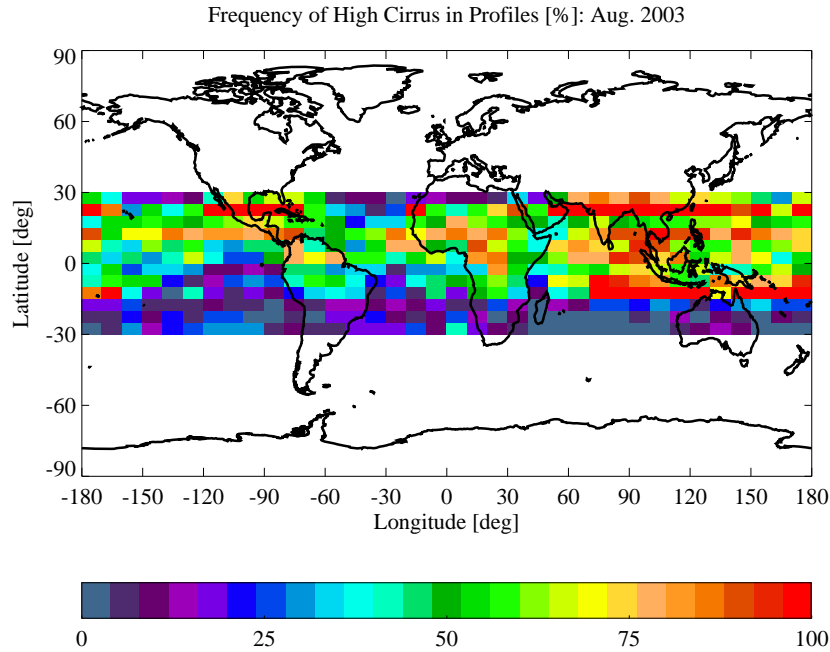 Frequency of High Cirrus in Profiles [%]: Aug. 2003
90
60
30
0
-30
-60
-90
Latitude [deg]
-180 -150 -120 -90 -60 -30 0 30 60 90 120 150 180
Longitude [deg]
0 25 50 75 100